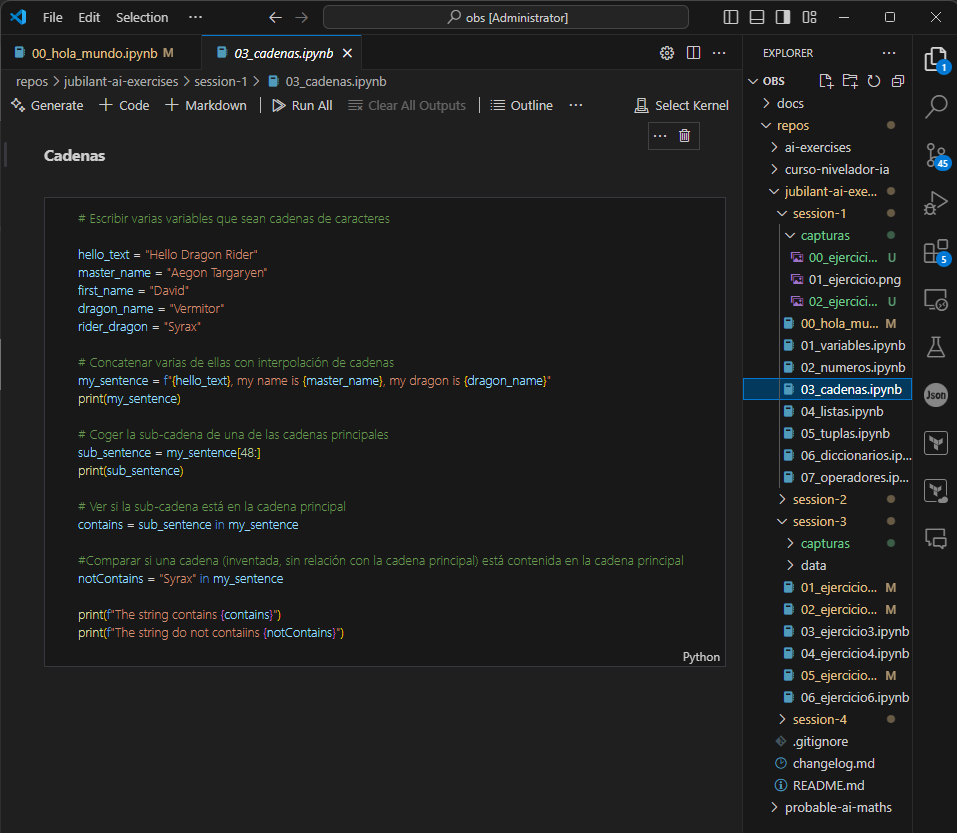 File Edit Selection ··· obs [Administrator]
00_hola_mundo.ipynb M 03_cadenas.ipynb
repos > jubilant-ai-exercises > session-1 > 03_cadenas.ipynb
Generate + Code + Markdown Run All Clear All Outputs Outline ··· Select Kernel
Cadenas
# Escribir varias variables que sean cadenas de caracteres
hello_text = "Hello Dragon Rider"
master_name = "Aegon Targaryen"
first_name = "David"
dragon_name = "Vermitor"
rider_dragon = "Syrax"
# Concatenar varias de ellas con interpolación de cadenas
my_sentence = f"{hello_text}, my name is {master_name}, my dragon is {dragon_name}"
print(my_sentence)
# Coger la sub-cadena de una de las cadenas principales
sub_sentence = my_sentence[48:]
print(sub_sentence)
# Ver si la sub-cadena está en la cadena principal
contains = sub_sentence in my_sentence
#Comparar si una cadena (inventada, sin relación con la cadena principal) está contenida en la cadena principal
notContains = "Syrax" in my_sentence
print(f"The string contains {contains}")
print(f"The string do not contaiins {notContains}")
Python
EXPLORER ···
OBS
docs
repos
ai-exercises
curso-nivelador-ia
jubilant-ai-exe...
session-1
capturas
00_ejercici... U
01_ejercicio.png
02_ejercici... U
00_hola_mu... M
01_variables.ipynb
02_numeros.ipynb
03_cadenas.ipynb
04_listas.ipynb
05_tuplas.ipynb
06_diccionarios.ip...
07_operadores.ip...
session-2
session-3
capturas
data
01_ejercicio... M
02_ejercicio... M
03_ejercicio3.ipynb
04_ejercicio4.ipynb
05_ejercicio... M
06_ejercicio6.ipynb
session-4
.gitignore
changelog.md
README.md
probable-ai-maths
1
45
5
Json